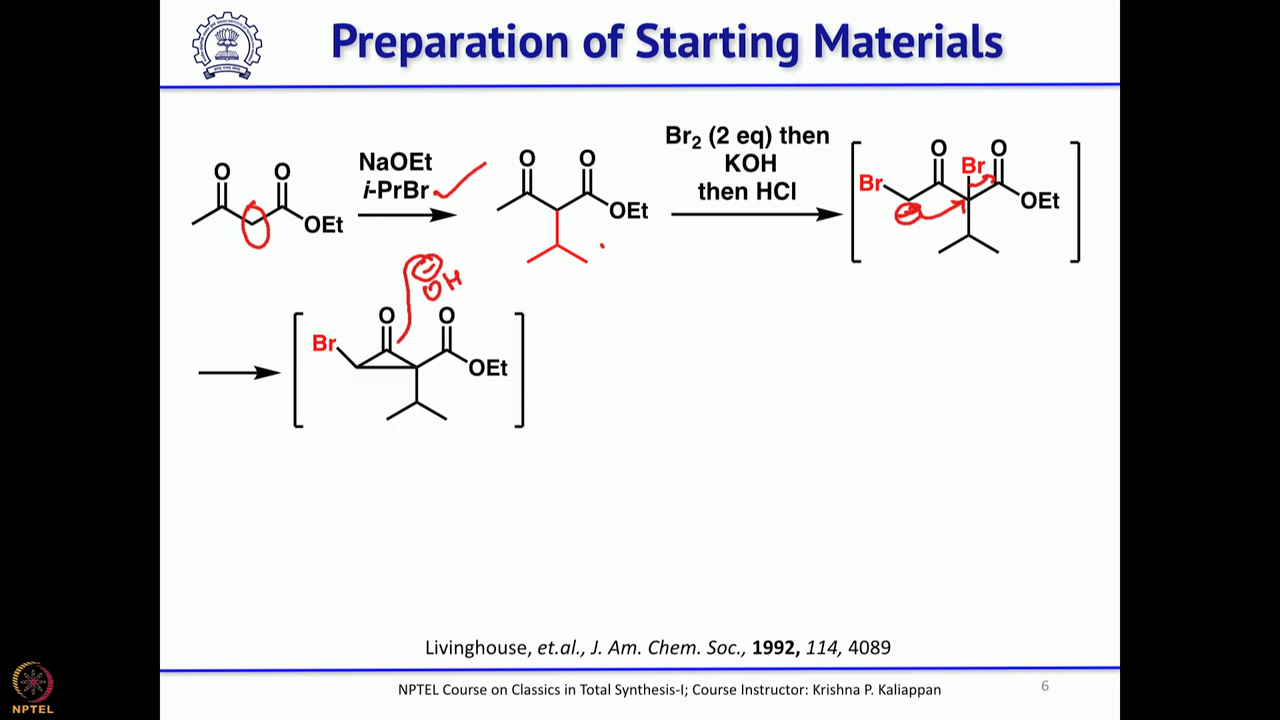 Preparation of Starting Materials
O O
OEt
NaOEt
i-PrBr
O O
OEt
Br2 (2 eq) then
KOH
then HCl
O O
Br
Br
OEt
OH
O O
Br
OEt
Livinghouse, et.al., J. Am. Chem. Soc., 1992, 114, 4089
NPTEL Course on Classics in Total Synthesis-I; Course Instructor: Krishna P. Kaliappan
6
NPTEL